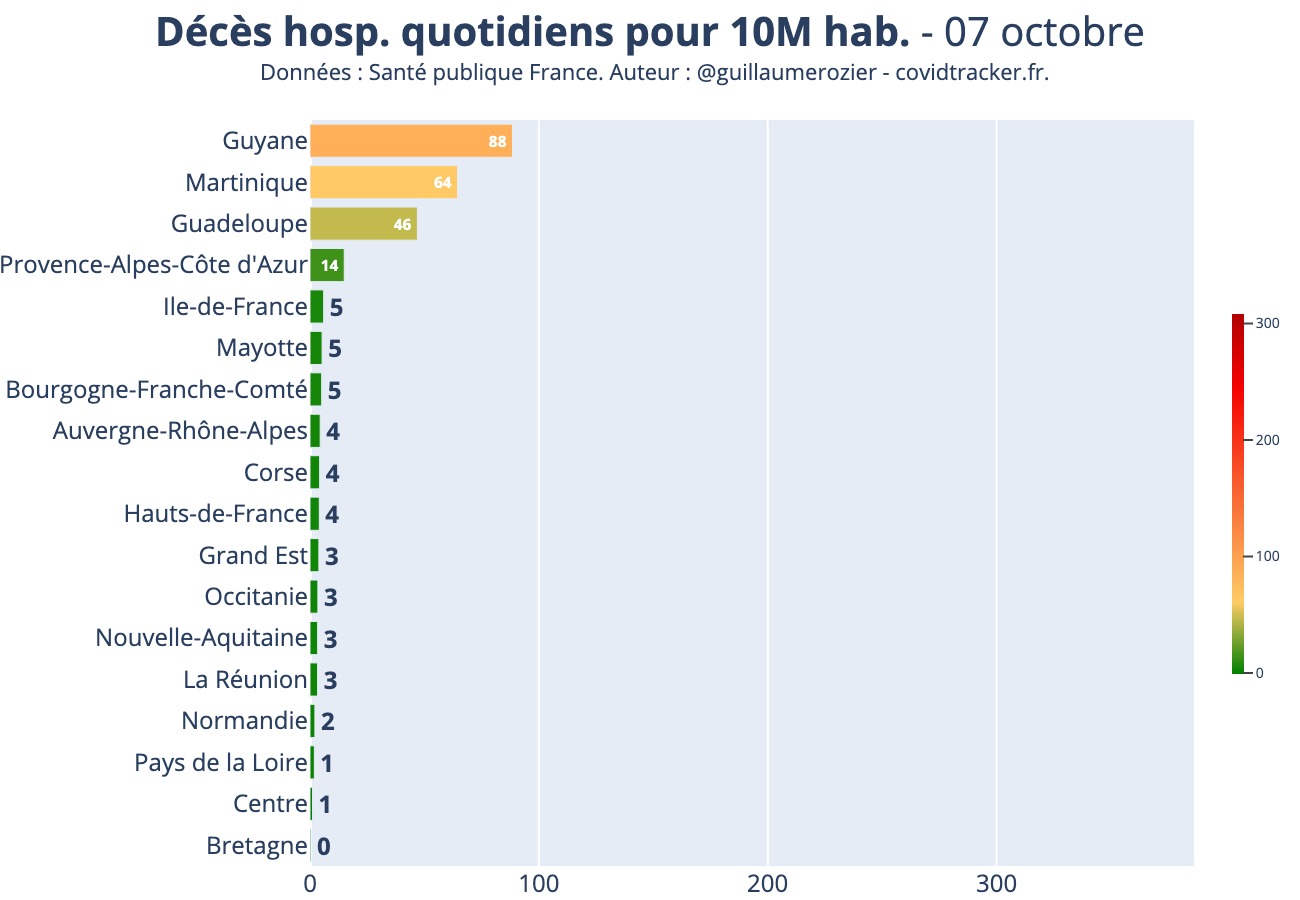 Décès hosp. quotidiens pour 10M hab. - 07 octobre
Données : Santé publique France. Auteur : @guillaumerozier - covidtracker.fr.
Guyane 88
Martinique 64
Guadeloupe 46
Provence-Alpes-Côte d'Azur 14
Ile-de-France 5
Mayotte 5
Bourgogne-Franche-Comté 5
Auvergne-Rhône-Alpes 4
Corse 4
Hauts-de-France 4
Grand Est 3
Occitanie 3
Nouvelle-Aquitaine 3
La Réunion 3
Normandie 2
Pays de la Loire 1
Centre 1
Bretagne 0
0 100 200 300
300
200
100
0